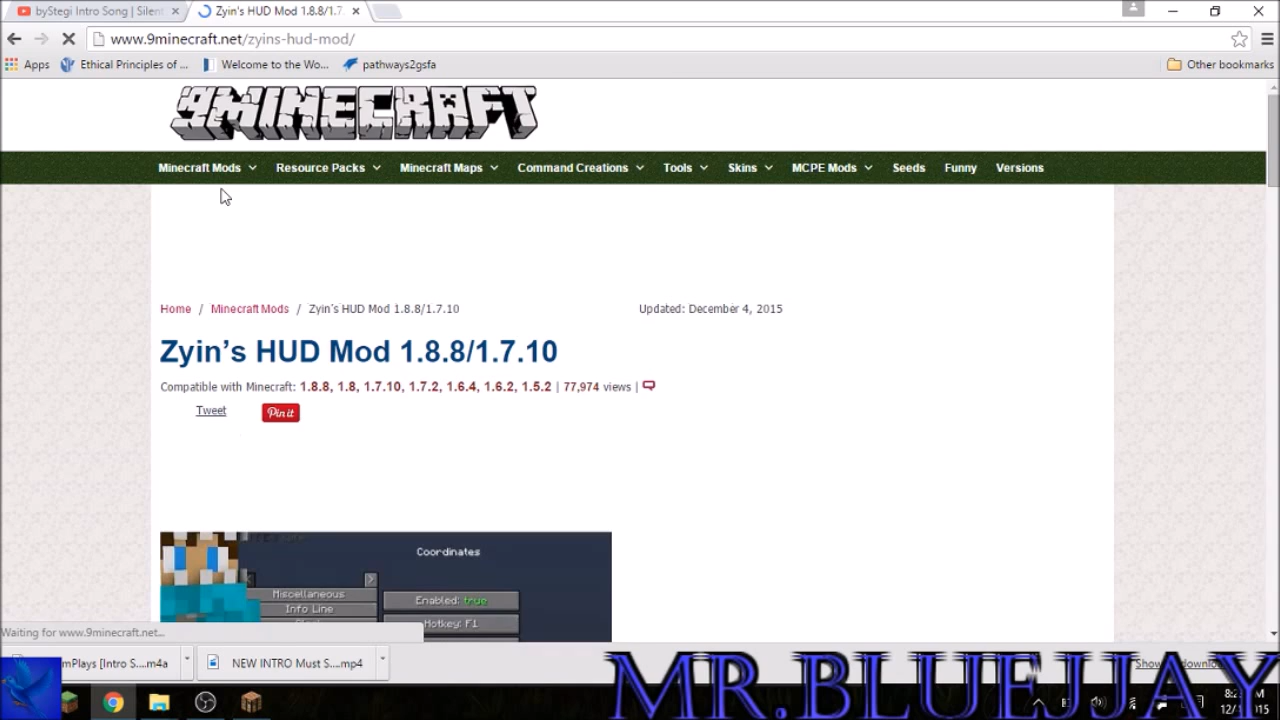 byStegi Intro Song | Silent
Zyin's HUD Mod 1.8.8/1.7.
www.9minecraft.net/zyins-hud-mod/
Apps
Ethical Principles of ...
Welcome to the Wo...
pathways2gsfa
Other bookmarks
9MINECRAFT
Minecraft Mods
Resource Packs
Minecraft Maps
Command Creations
Tools
Skins
MCPE Mods
Seeds
Funny
Versions
Home / Minecraft Mods / Zyin's HUD Mod 1.8.8/1.7.10
Updated: December 4, 2015
Zyin's HUD Mod 1.8.8/1.7.10
Compatible with Minecraft: 1.8.8, 1.8, 1.7.10, 1.7.2, 1.6.4, 1.6.2, 1.5.2 | 77,974 views |
Tweet
Pin it
Coordinates
Miscellaneous
Enabled: true
Info Line
Hotkey: F1
Waiting for www.9minecraft.net...
mPlays [Intro S....m4a
NEW INTRO Must S....mp4
MR.BLUEJJAY